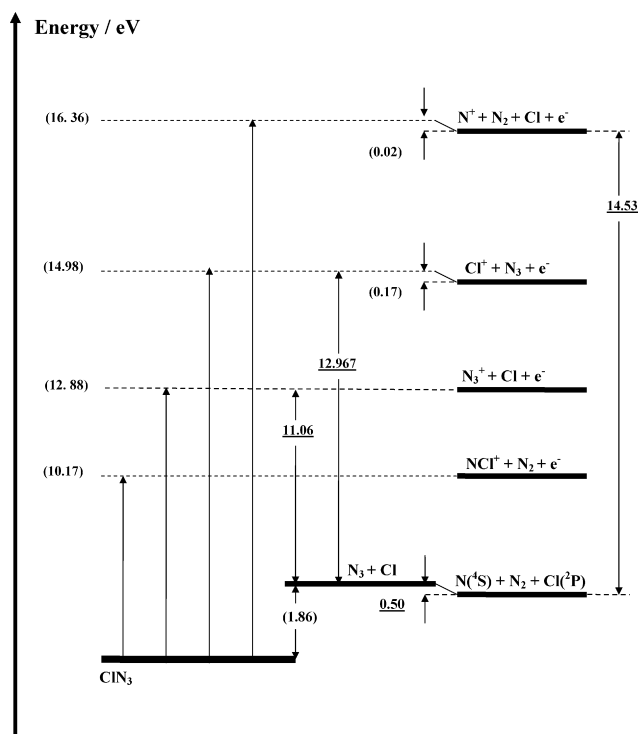 Energy / eV
(16. 36)
N⁺ + N₂ + Cl + e⁻
(0.02)
14.53
(14.98)
Cl⁺ + N₃ + e⁻
(0.17)
12.967
(12.88)
N₃⁺ + Cl + e⁻
11.06
(10.17)
NCl⁺ + N₂ + e⁻
N₃ + Cl
N(⁴S) + N₂ + Cl(²P)
0.50
(1.86)
ClN₃